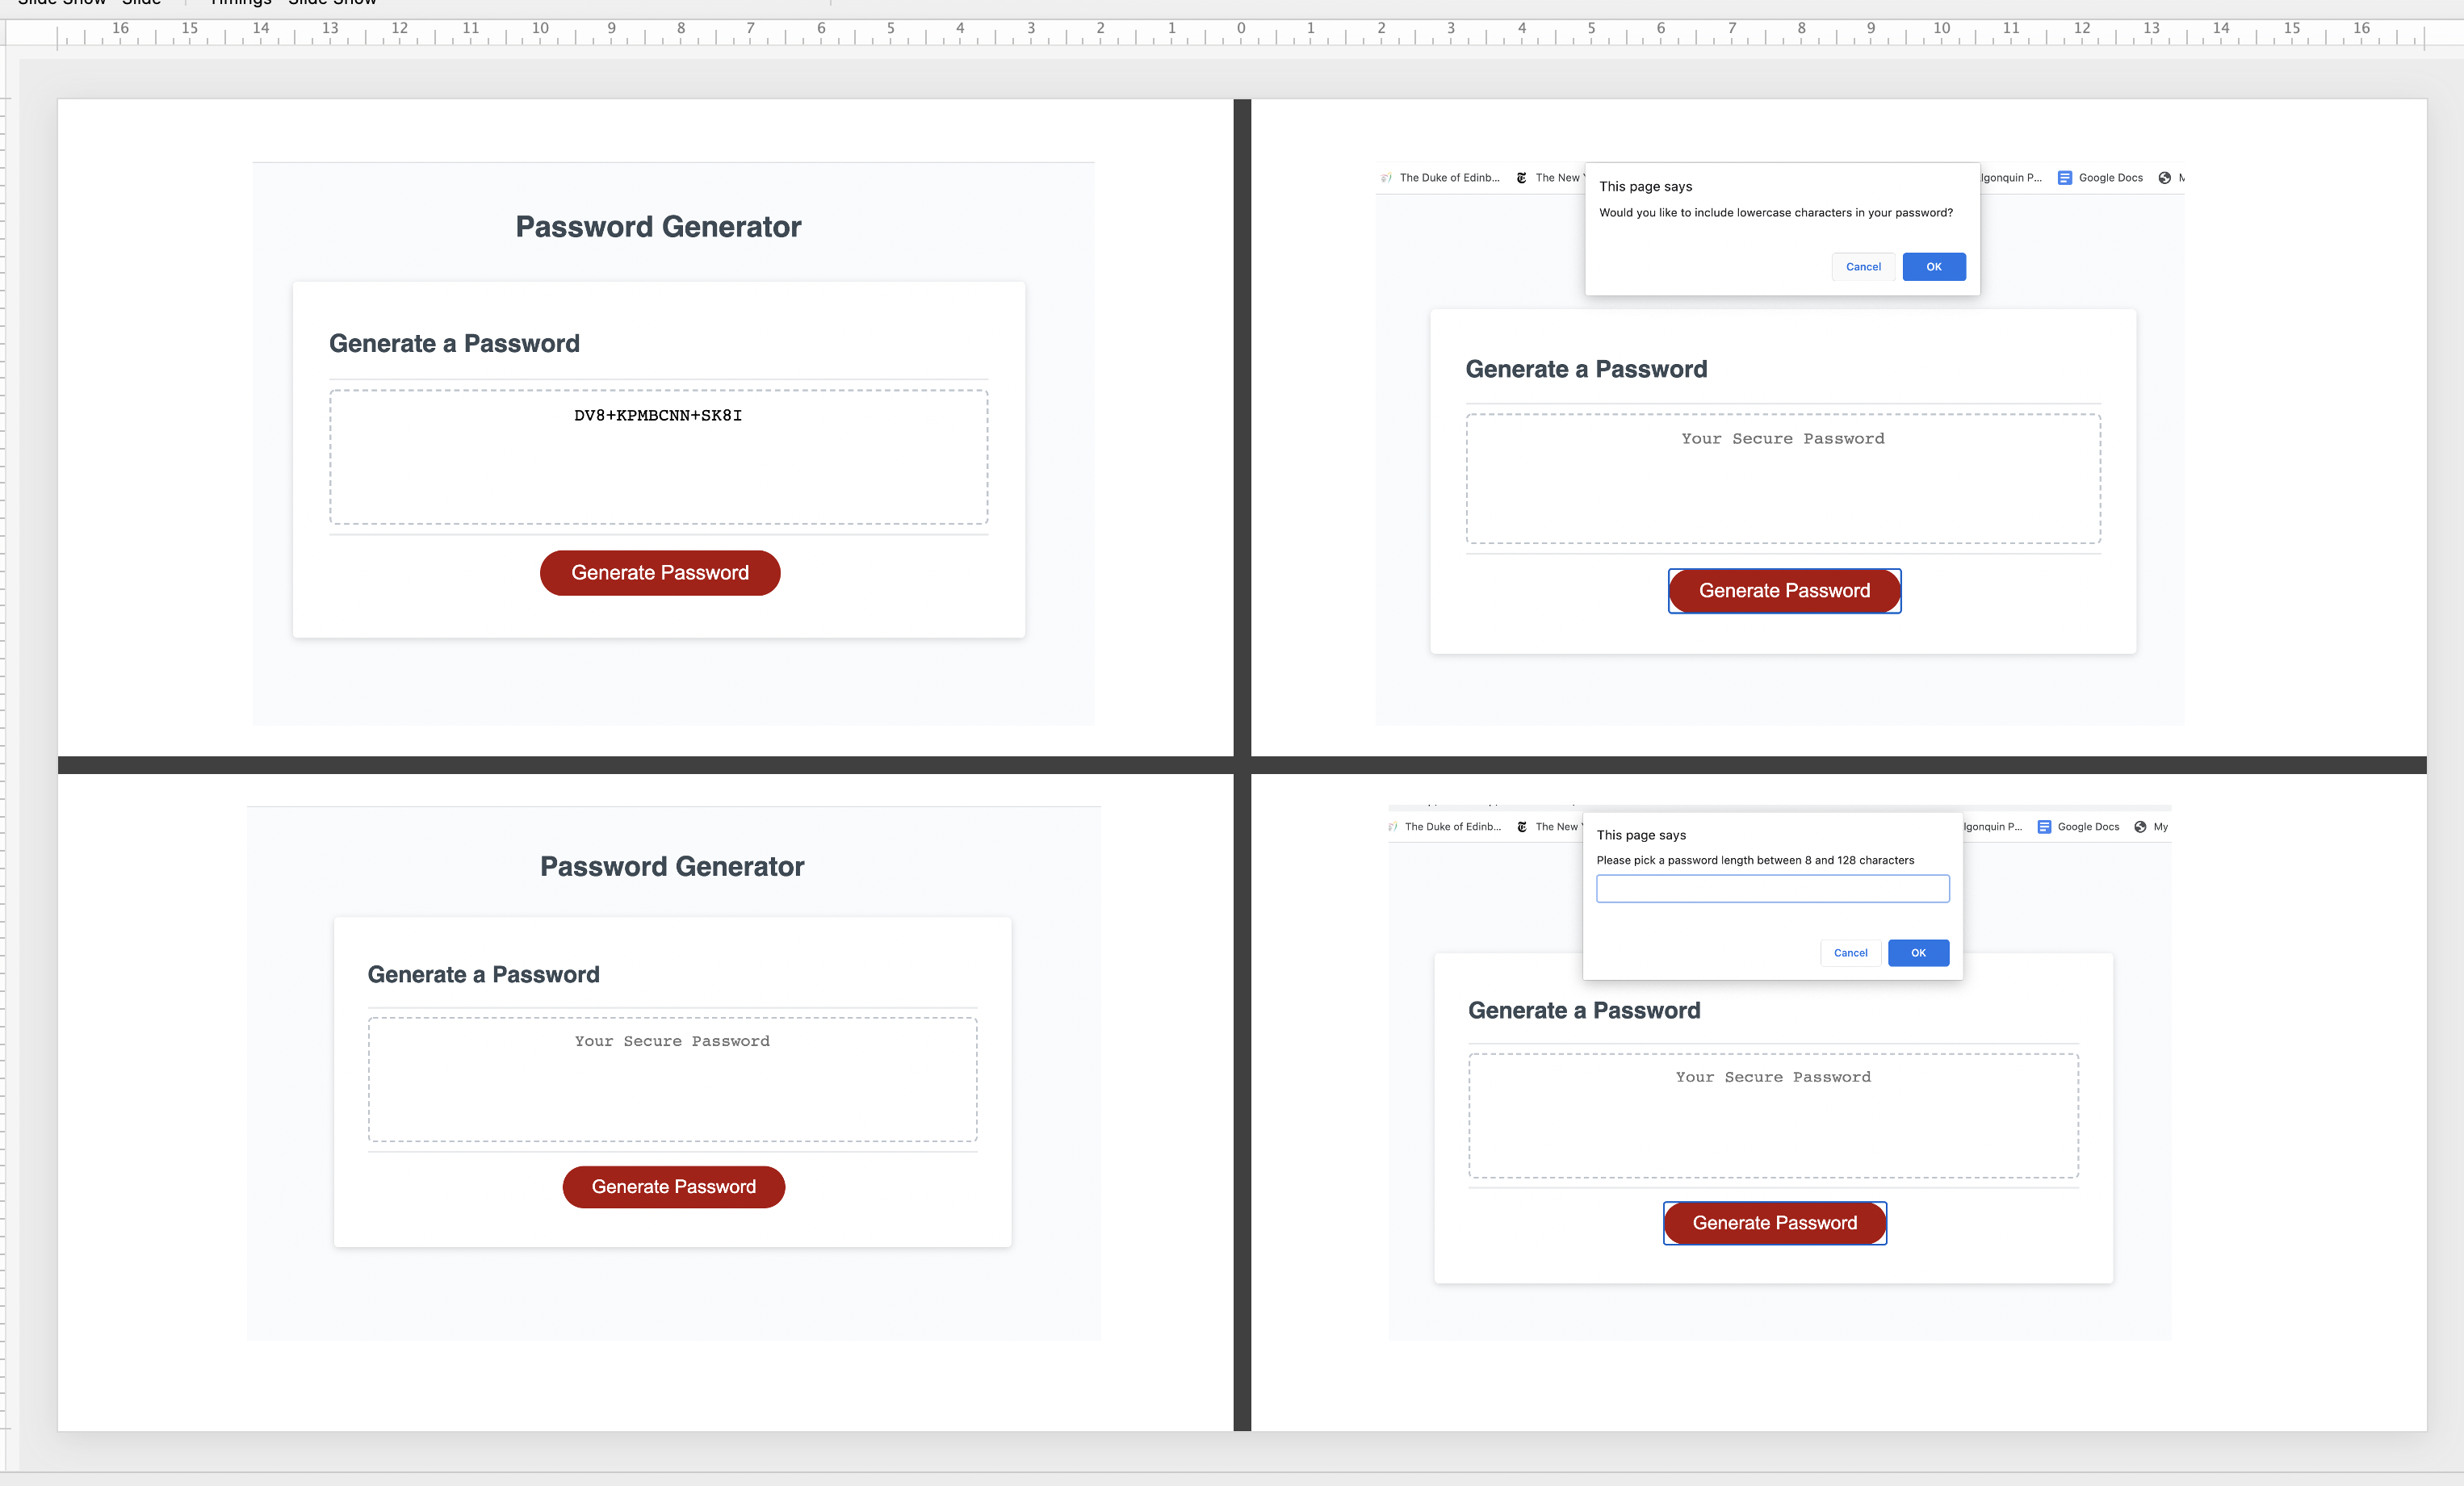 Slide Show Slide Timings Slide Show
16 15 14 13 12 11 10 9 8 7 6 5 4 3 2 1 0 1 2 3 4 5 6 7 8 9 10 11 12 13 14 15 16
Password Generator
Generate a Password
DV8+KPMBCNN+SK8I
Generate Password
The Duke of Edinb... The New lgonquin P... Google Docs M
This page says
Would you like to include lowercase characters in your password?
Cancel OK
Generate a Password
Your Secure Password
Generate Password
Password Generator
Generate a Password
Your Secure Password
Generate Password
The Duke of Edinb... The New lgonquin P... Google Docs My
This page says
Please pick a password length between 8 and 128 characters
Cancel OK
Generate a Password
Your Secure Password
Generate Password